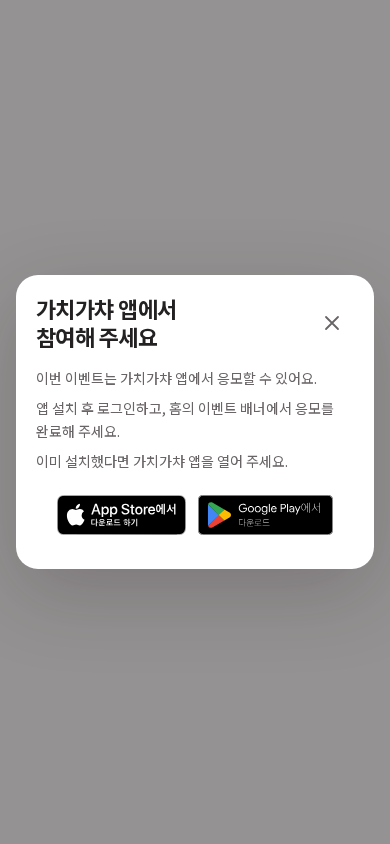 가치가챠 앱에서
참여해 주세요
이번 이벤트는 가치가챠 앱에서 응모할 수 있어요.
앱 설치 후 로그인하고, 홈의 이벤트 배너에서 응모를
완료해 주세요.
이미 설치했다면 가치가챠 앱을 열어 주세요.
App Store에서
다운로드 하기
Google Play에서
다운로드